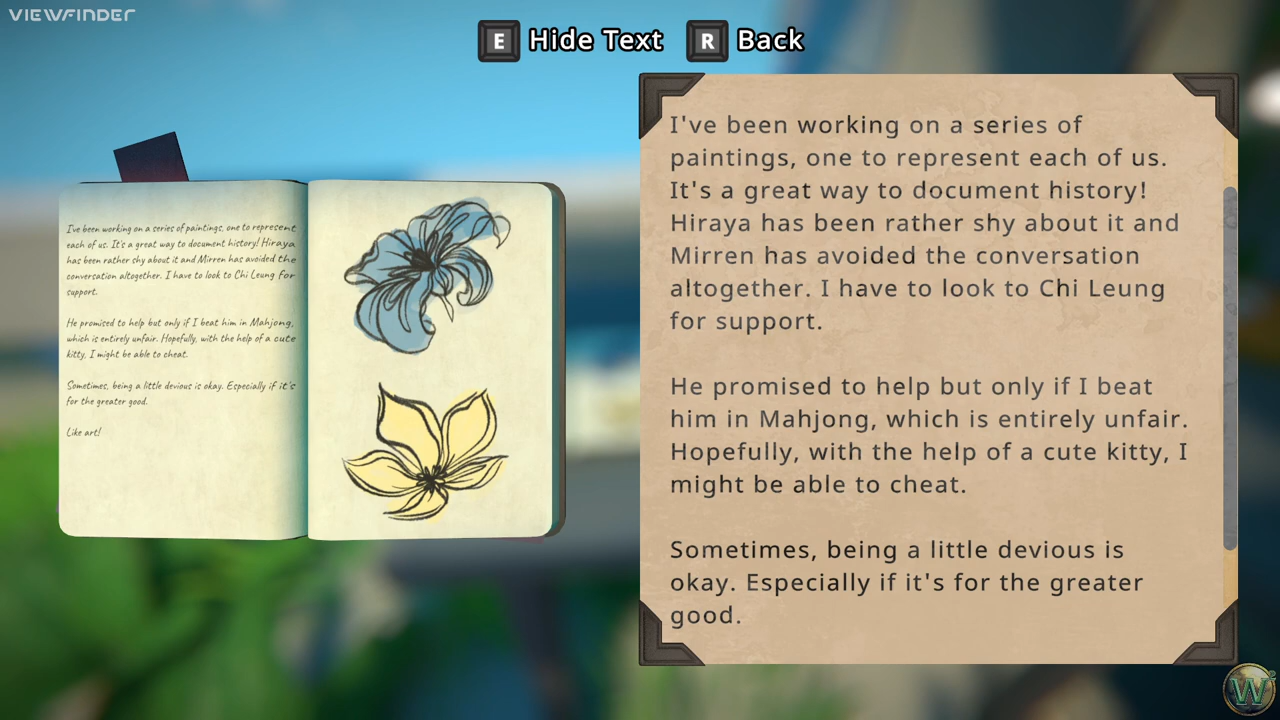 VIEWFINDER
E Hide Text R Back
I've been working on a series of paintings, one to represent
each of us. It's a great way to document history! Hiraya
has been rather shy about it and Mirren has avoided the
conversation altogether. I have to look to Chi Leung for
support.
He promised to help but only if I beat him in Mahjong,
which is entirely unfair. Hopefully, with the help of a cute
kitty, I might be able to cheat.
Sometimes, being a little devious is okay. Especially if it's
for the greater good.
Like art!
I've been working on a series of
paintings, one to represent each of us.
It's a great way to document history!
Hiraya has been rather shy about it and
Mirren has avoided the conversation
altogether. I have to look to Chi Leung
for support.
He promised to help but only if I beat
him in Mahjong, which is entirely unfair.
Hopefully, with the help of a cute kitty, I
might be able to cheat.
Sometimes, being a little devious is
okay. Especially if it's for the greater
good.
W